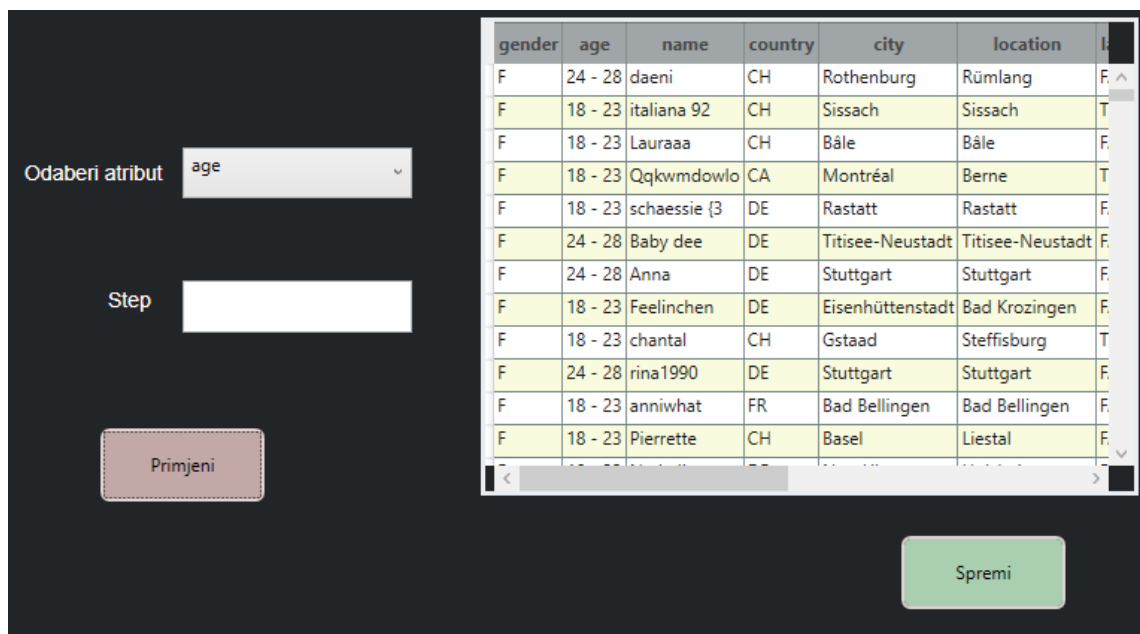 gender age name country city location
F 24 - 28 daeni CH Rothenburg Rümlang
F 18 - 23 italiana 92 CH Sissach Sissach
F 18 - 23 Lauraaa CH Bâle Bâle
Odaberi atribut age
F 18 - 23 Qqkwmdowlo CA Montréal Berne
F 18 - 23 schaessie {3 DE Rastatt Rastatt
F 24 - 28 Baby dee DE Titisee-Neustadt Titisee-Neustadt
F 24 - 28 Anna DE Stuttgart Stuttgart
Step
F 18 - 23 Feelinchen DE Eisenhüttenstadt Bad Krozingen
F 18 - 23 chantal CH Gstaad Steffisburg
F 24 - 28 rina1990 DE Stuttgart Stuttgart
F 18 - 23 anniwhat FR Bad Bellingen Bad Bellingen
F 18 - 23 Pierrette CH Basel Liestal
Primjeni
Spremi